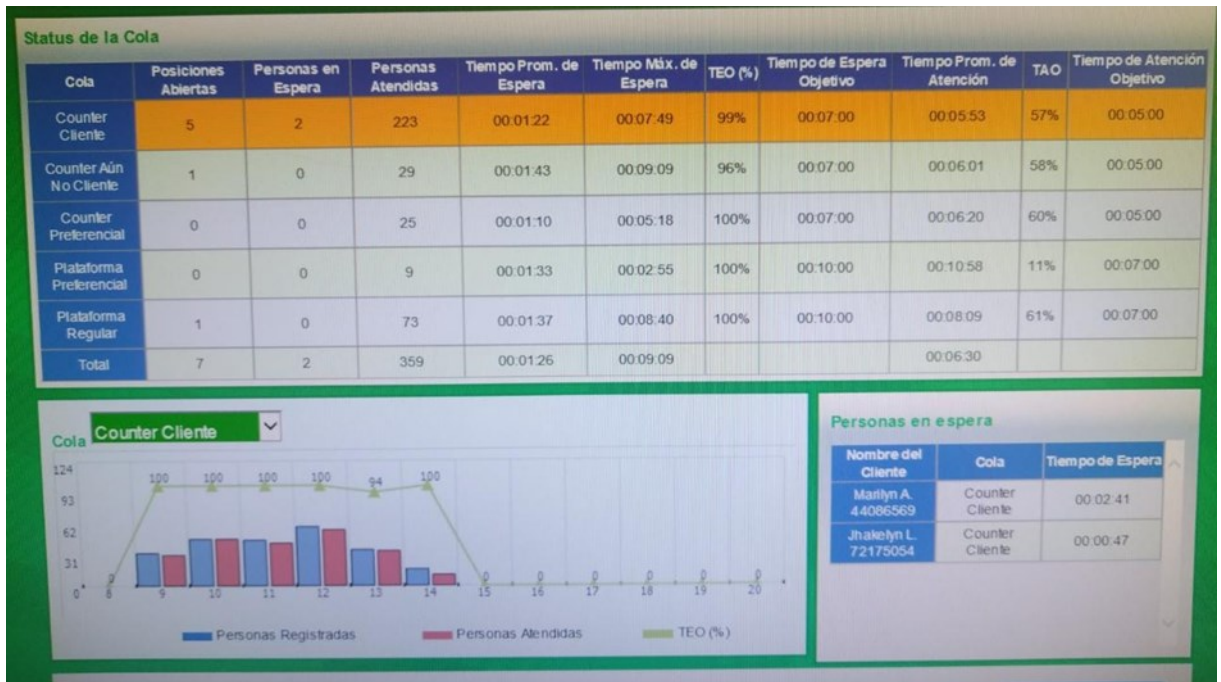 Status de la Cola
Cola Posiciones Abiertas Personas en Espera Personas Atendidas Tiempo Prom. de Espera Tiempo Máx. de Espera TEO (%) Tiempo de Espera Objetivo Tiempo Prom. de Atención TAO Tiempo de Atención Objetivo
Counter Cliente 5 2 223 00:01:22 00:07:49 99% 00:07:00 00:05:53 57% 00:05:00
Counter Aún No Cliente 1 0 29 00:01:43 00:09:09 96% 00:07:00 00:06:01 58% 00:05:00
Counter Preferencial 0 0 25 00:01:10 00:05:18 100% 00:07:00 00:06:20 60% 00:05:00
Plataforma Preferencial 0 0 9 00:01:33 00:02:55 100% 00:10:00 00:10:58 11% 00:07:00
Plataforma Regular 1 0 73 00:01:37 00:08:40 100% 00:10:00 00:08:09 61% 00:07:00
Total 7 2 359 00:01:26 00:09:09 00:06:30
Cola Counter Cliente
124
93
62
31
0
0 100 100 100 100 94 100 0 0 0 0 0 0
8 9 10 11 12 13 14 15 16 17 18 19 20
Personas Registradas Personas Atendidas TEO (%)
Personas en espera
Nombre del Cliente Cola Tiempo de Espera
Marilyn A. 44086569 Counter Cliente 00:02:41
Jhakelyn L. 72175054 Counter Cliente 00:00:47